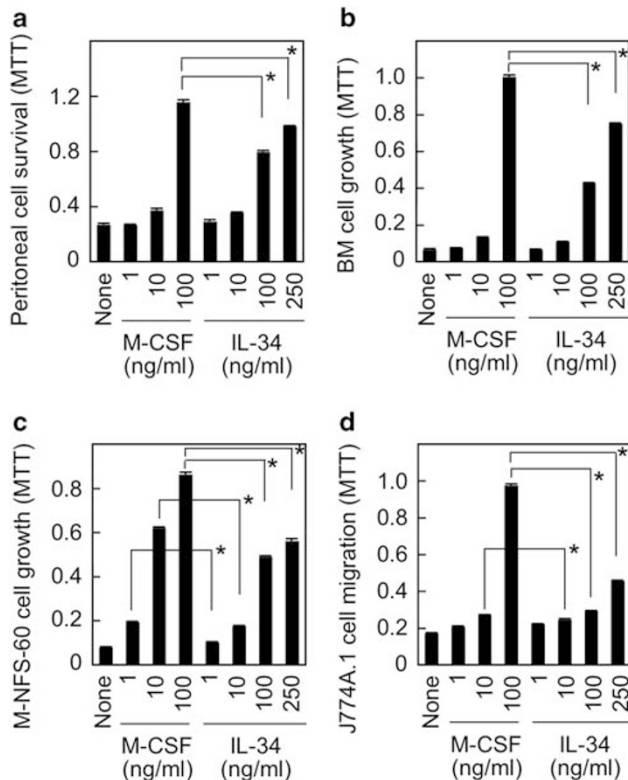 a
Peritoneal cell survival (MTT)
1.2
0.8
0.4
0
* *
None 1 10 100 1 10 100 250
M-CSF IL-34
(ng/ml) (ng/ml)
b
BM cell growth (MTT)
1.0
0.8
0.6
0.4
0.2
0
* *
None 1 10 100 1 10 100 250
M-CSF IL-34
(ng/ml) (ng/ml)
c
M-NFS-60 cell growth (MTT)
0.8
0.6
0.4
0.2
0
* * * *
None 1 10 100 1 10 100 250
M-CSF IL-34
(ng/ml) (ng/ml)
d
J774A.1 cell migration (MTT)
1.0
0.8
0.6
0.4
0.2
0
* * *
None 1 10 100 1 10 100 250
M-CSF IL-34
(ng/ml) (ng/ml)